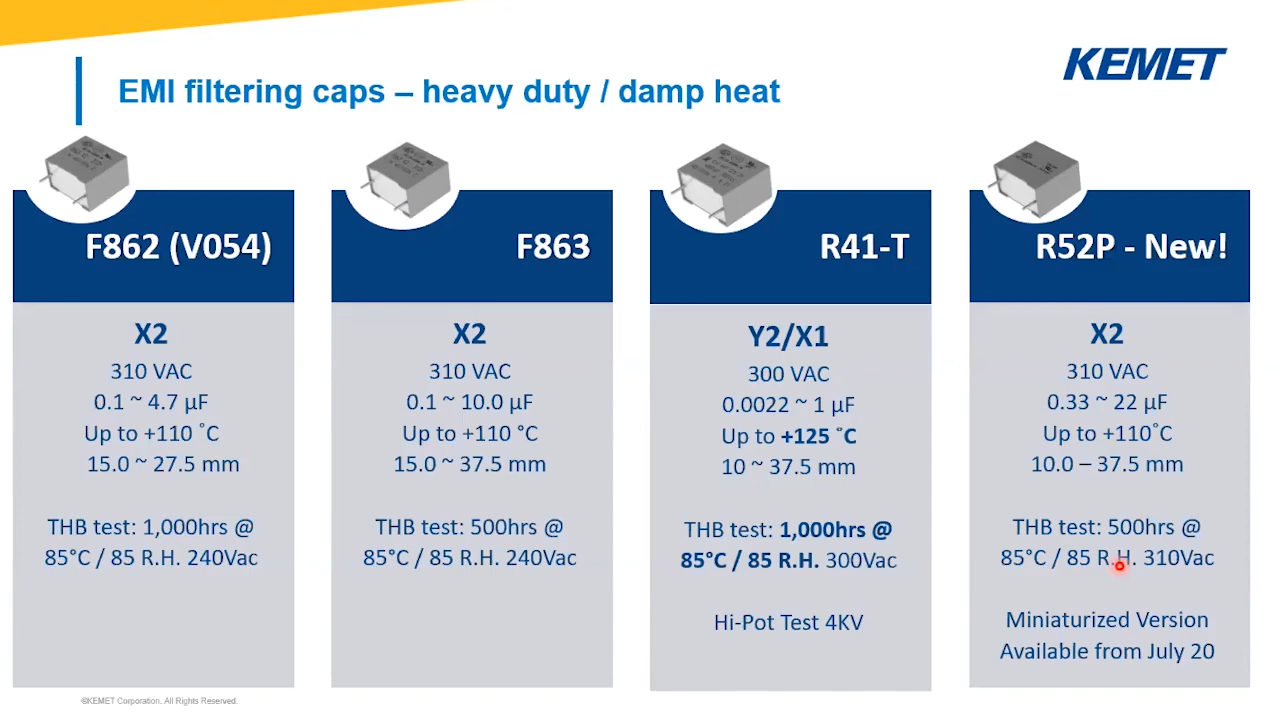 KEMET
EMI filtering caps – heavy duty / damp heat
F862 (V054)
X2
310 VAC
0.1 ~ 4.7 µF
Up to +110 ˚C
15.0 ~ 27.5 mm
THB test: 1,000hrs @
85°C / 85 R.H. 240Vac
F863
X2
310 VAC
0.1 ~ 10.0 µF
Up to +110 °C
15.0 ~ 37.5 mm
THB test: 500hrs @
85°C / 85 R.H. 240Vac
R41-T
Y2/X1
300 VAC
0.0022 ~ 1 µF
Up to +125 ˚C
10 ~ 37.5 mm
THB test: 1,000hrs @
85°C / 85 R.H. 300Vac
Hi-Pot Test 4KV
R52P - New!
X2
310 VAC
0.33 ~ 22 µF
Up to +110˚C
10.0 – 37.5 mm
THB test: 500hrs @
85°C / 85 R.H. 310Vac
Miniaturized Version
Available from July 20
©KEMET Corporation. All Rights Reserved.